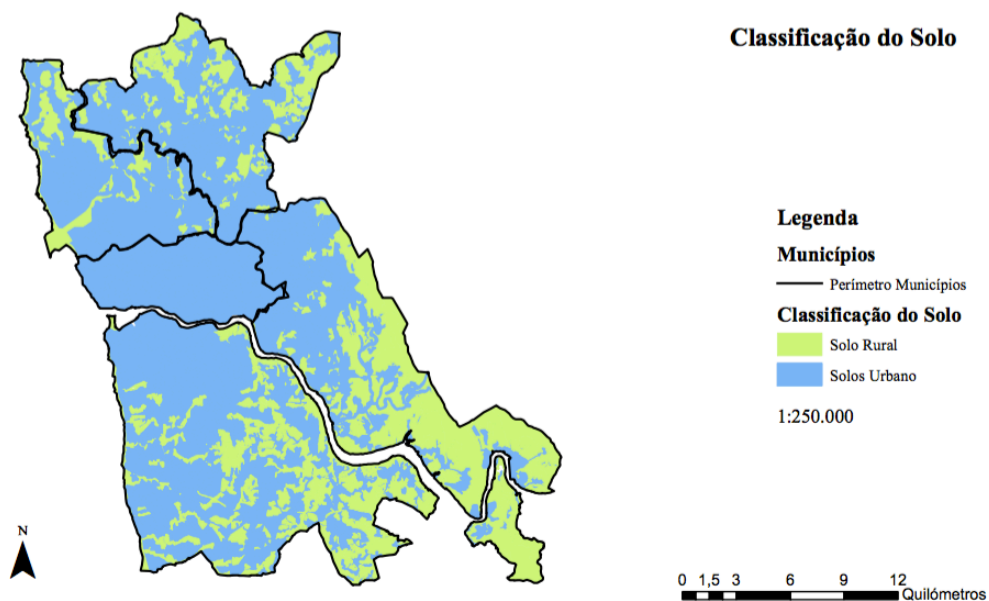 Classificação do Solo
Legenda
Municípios
Perímetro Municípios
Classificação do Solo
Solo Rural
Solos Urbano
1:250.000
N
0 1,5 3 6 9 12
Quilómetros